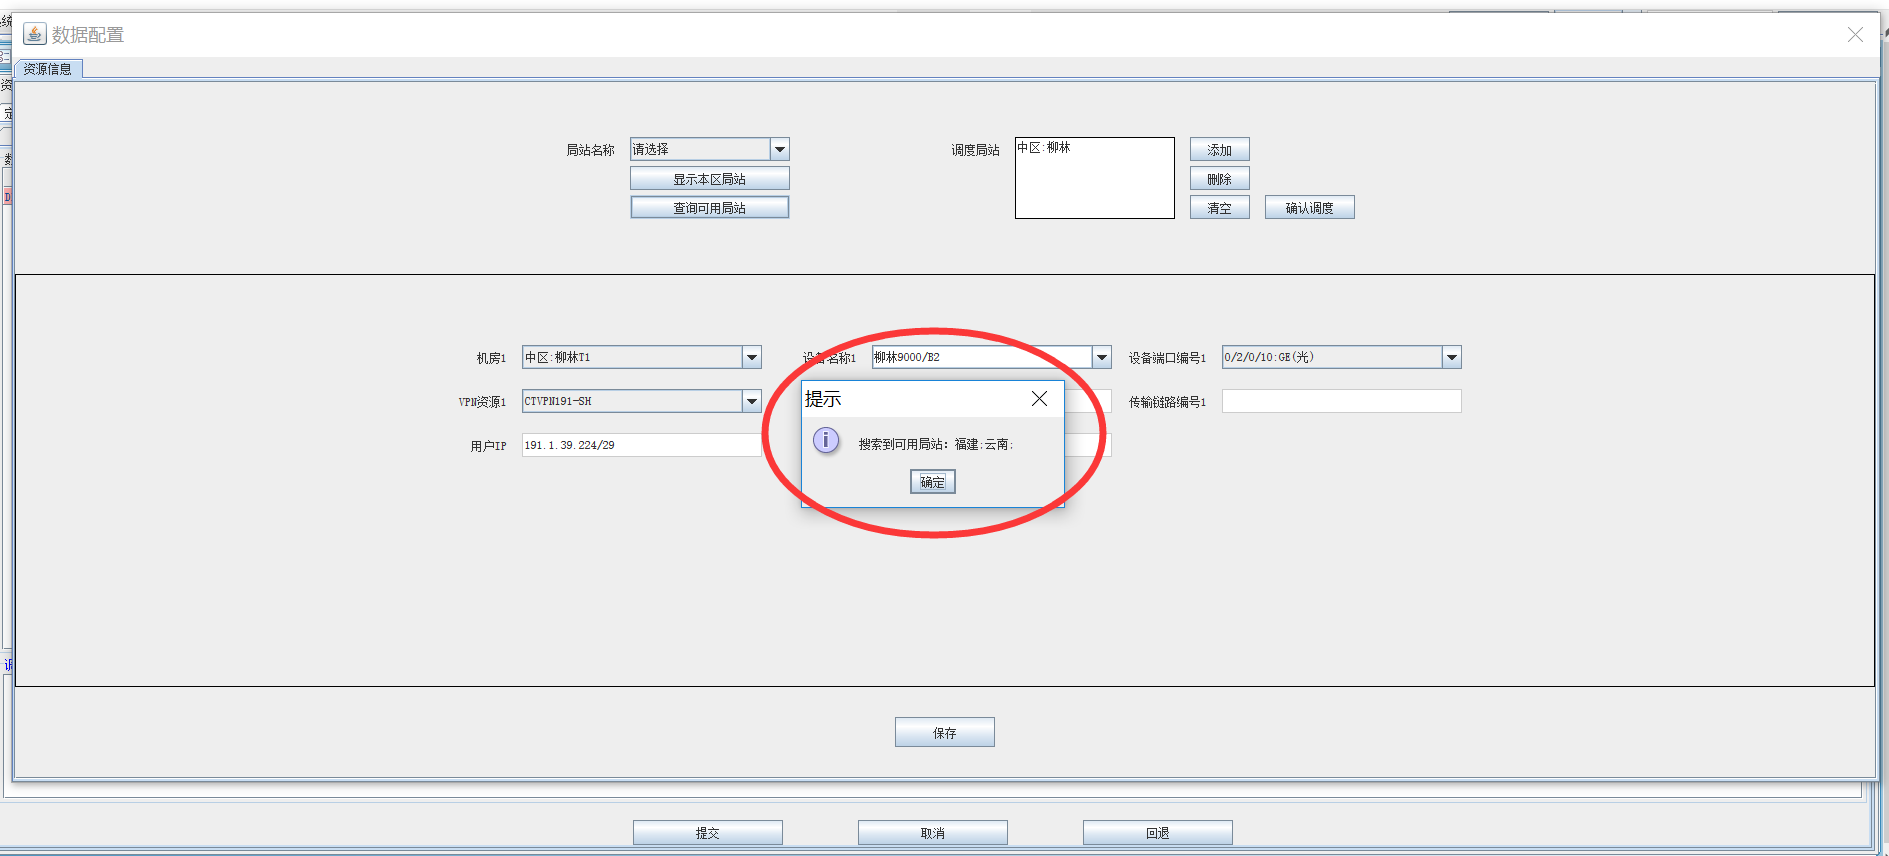 数据配置
资源信息
局站名称 请选择
调度局站 中区:柳林
添加
显示本区局站
删除
查询可用局站
清空
确认调度
机房1 中区:柳林T1
设备名称1 柳林9000/B2
设备端口编号1 0/2/0/10:GE(光)
VPN资源1 CTVPN191-SH
传输链路编号1
用户IP 191.1.39.224/29
提示
搜索到可用局站：福建;云南;
确定
保存
提交
取消
回退